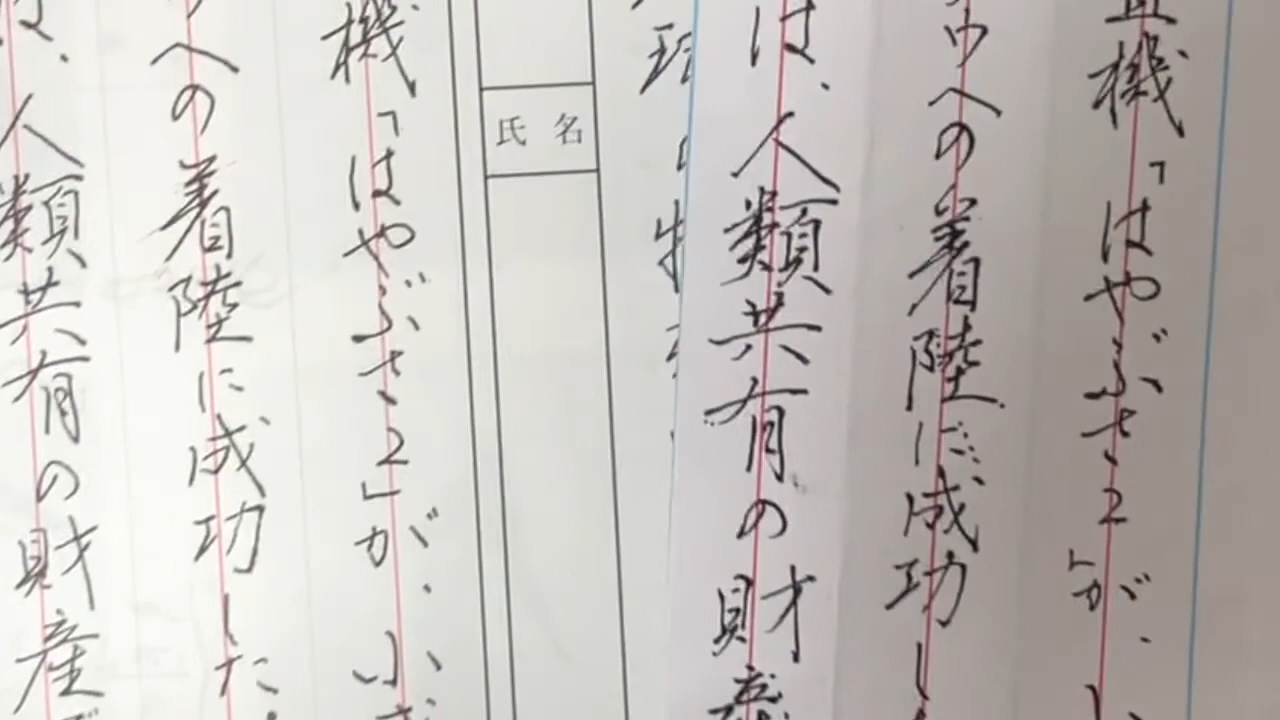 機「はやぶさ2」が、小
への着陸に成功した
は、人類共有の財産
氏名
機「はやぶさ2」が、
ウへの着陸に成功し
は、人類共有の財産